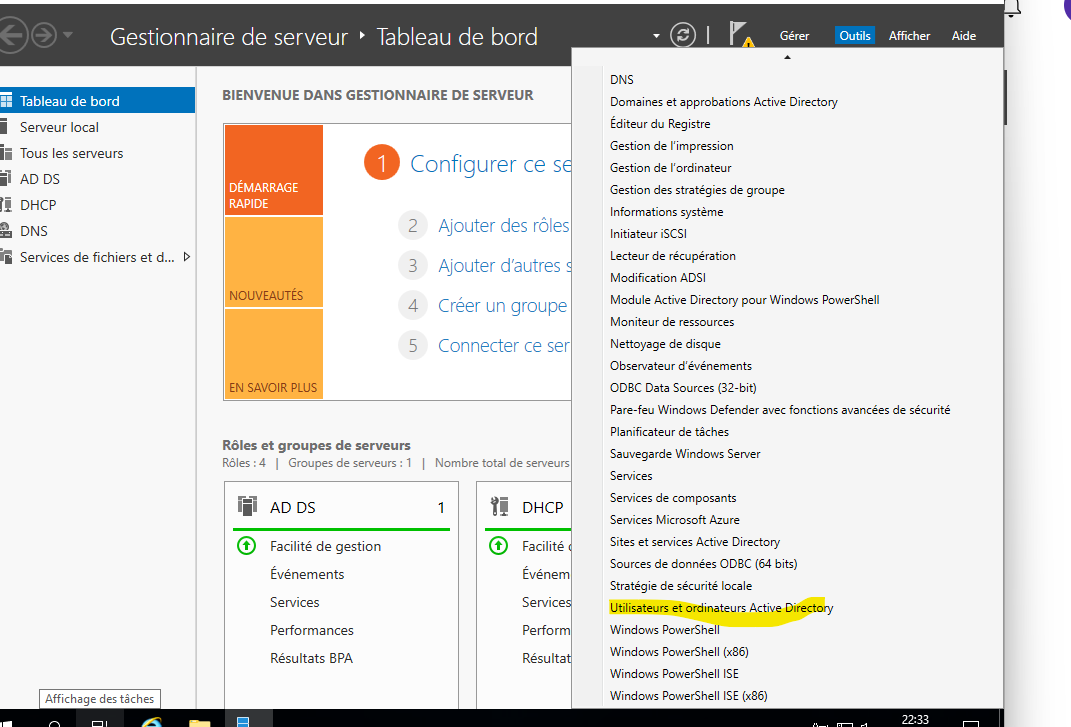 Gestionnaire de serveur ‣ Tableau de bord
Gérer
Outils
Afficher
Aide
Tableau de bord
Serveur local
Tous les serveurs
AD DS
DHCP
DNS
Services de fichiers et d...
BIENVENUE DANS GESTIONNAIRE DE SERVEUR
DÉMARRAGE
RAPIDE
NOUVEAUTÉS
EN SAVOIR PLUS
1 Configurer ce se
2 Ajouter des rôles
3 Ajouter d'autres s
4 Créer un groupe
5 Connecter ce ser
Rôles et groupes de serveurs
Rôles : 4 | Groupes de serveurs : 1 | Nombre total de serveurs
AD DS 1
Facilité de gestion
Événements
Services
Performances
Résultats BPA
DHCP
Facilité d
Événem
Services
Perform
Résultat
DNS
Domaines et approbations Active Directory
Éditeur du Registre
Gestion de l'impression
Gestion de l'ordinateur
Gestion des stratégies de groupe
Informations système
Initiateur iSCSI
Lecteur de récupération
Modification ADSI
Module Active Directory pour Windows PowerShell
Moniteur de ressources
Nettoyage de disque
Observateur d'événements
ODBC Data Sources (32-bit)
Pare-feu Windows Defender avec fonctions avancées de sécurité
Planificateur de tâches
Sauvegarde Windows Server
Services
Services de composants
Services Microsoft Azure
Sites et services Active Directory
Sources de données ODBC (64 bits)
Stratégie de sécurité locale
Utilisateurs et ordinateurs Active Directory
Windows PowerShell
Windows PowerShell (x86)
Windows PowerShell ISE
Windows PowerShell ISE (x86)
Affichage des tâches
22:33